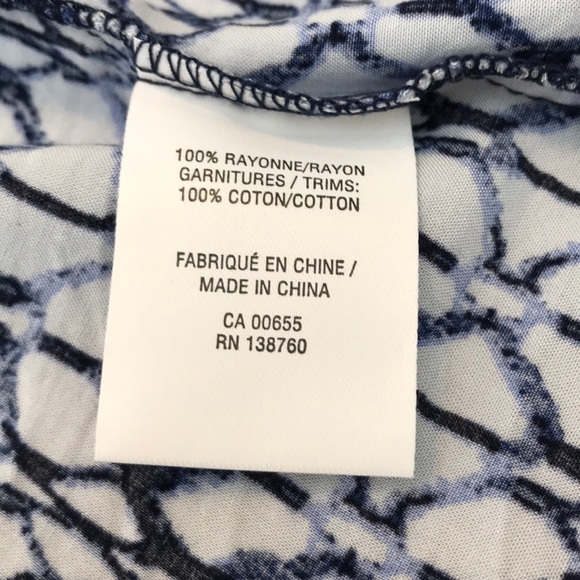 100% RAYONNE/RAYON
GARNITURES / TRIMS:
100% COTON/COTTON
FABRIQUÉ EN CHINE /
MADE IN CHINA
CA 00655
RN 138760